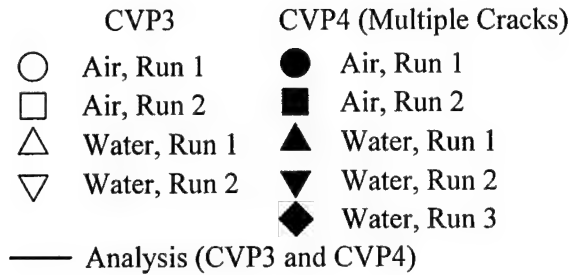 CVP3 CVP4 (Multiple Cracks)
Air, Run 1 Air, Run 1
Air, Run 2 Air, Run 2
Water, Run 1 Water, Run 1
Water, Run 2 Water, Run 2
Water, Run 3
Analysis (CVP3 and CVP4)